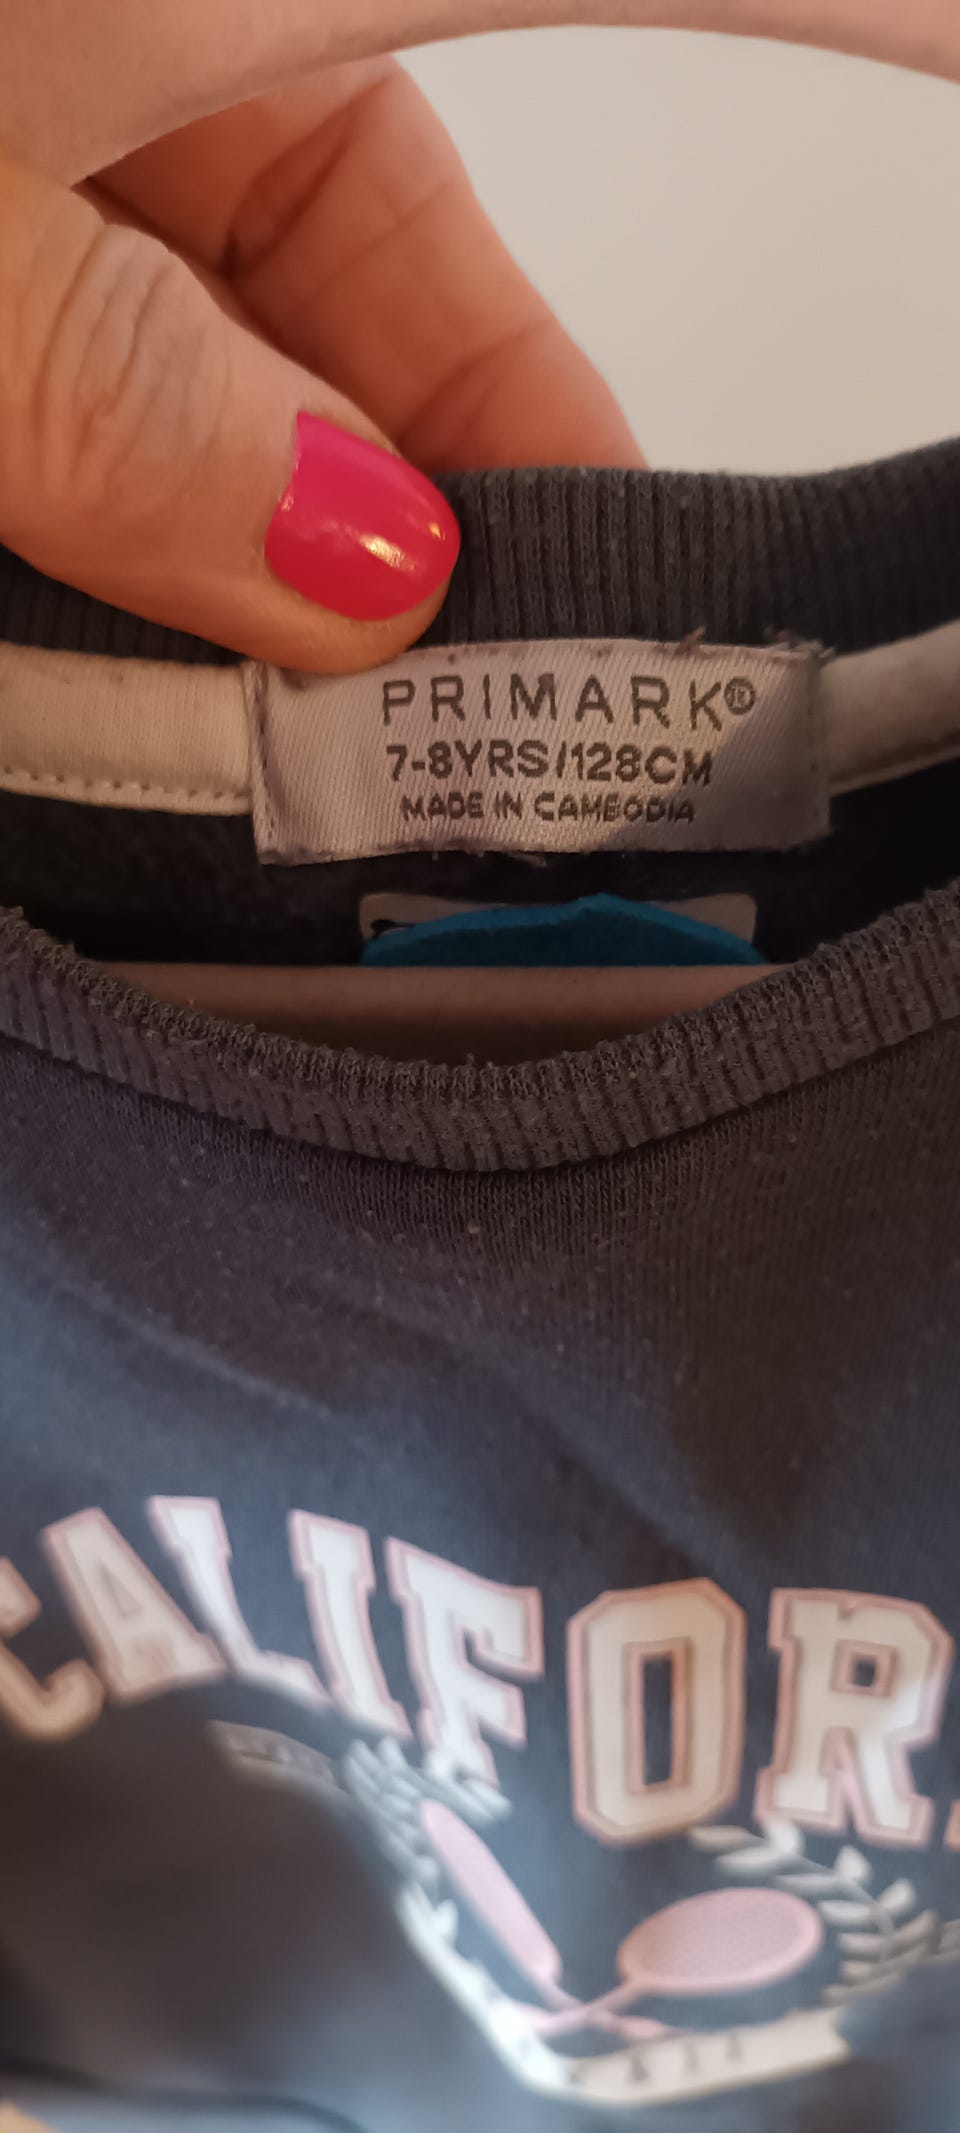 PRIMARK®
7-8YRS/128CM
MADE IN CAMBODIA
CALIFOR